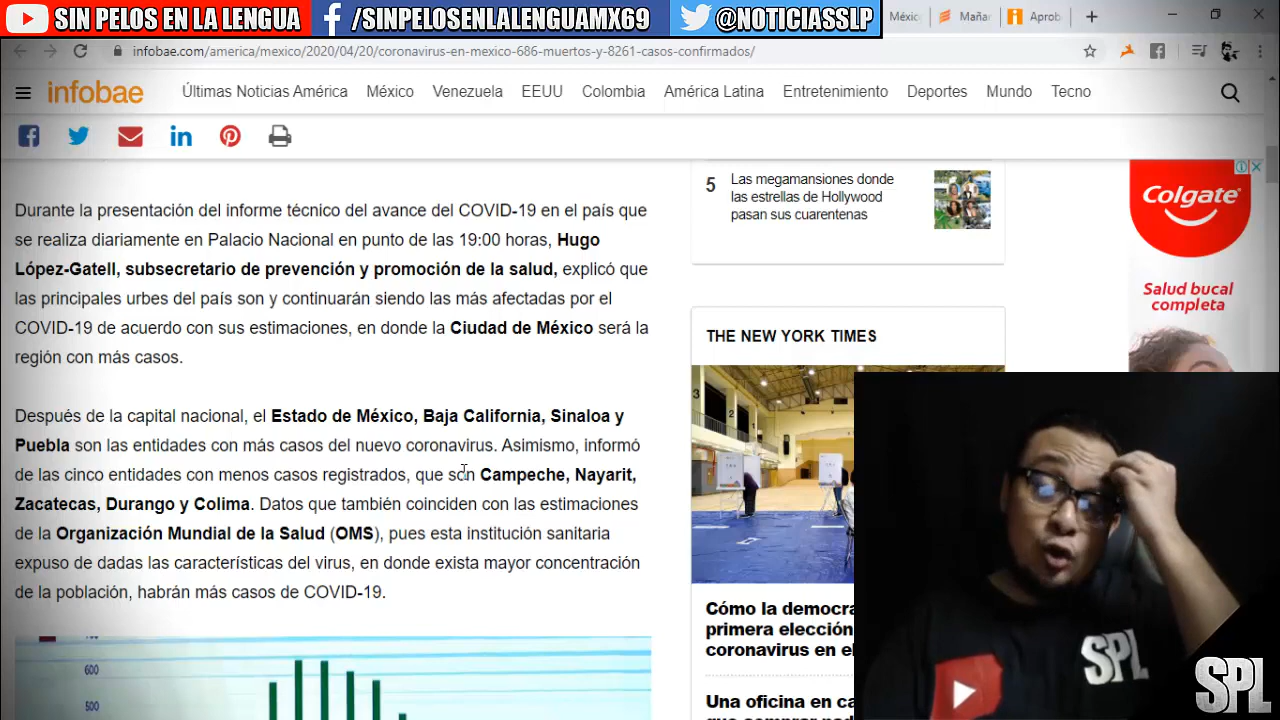 SIN PELOS EN LA LENGUA
/SINPELOSENLALENGUAMX69
@NOTICIASSLP
Méxic
Mañar
Aprob
infobae.com/america/mexico/2020/04/20/coronavirus-en-mexico-686-muertos-y-8261-casos-confirmados/
infobae
Últimas Noticias América
México
Venezuela
EEUU
Colombia
América Latina
Entretenimiento
Deportes
Mundo
Tecno
Durante la presentación del informe técnico del avance del COVID-19 en el país que
se realiza diariamente en Palacio Nacional en punto de las 19:00 horas, Hugo
López-Gatell, subsecretario de prevención y promoción de la salud, explicó que
las principales urbes del país son y continuarán siendo las más afectadas por el
COVID-19 de acuerdo con sus estimaciones, en donde la Ciudad de México será la
región con más casos.
Después de la capital nacional, el Estado de México, Baja California, Sinaloa y
Puebla son las entidades con más casos del nuevo coronavirus. Asimismo, informó
de las cinco entidades con menos casos registrados, que son Campeche, Nayarit,
Zacatecas, Durango y Colima. Datos que también coinciden con las estimaciones
de la Organización Mundial de la Salud (OMS), pues esta institución sanitaria
expuso de dadas las características del virus, en donde exista mayor concentración
de la población, habrán más casos de COVID-19.
600
500
5
Las megamansiones donde
las estrellas de Hollywood
pasan sus cuarentenas
THE NEW YORK TIMES
3
2
Cómo la democra
primera elección
coronavirus en el
Una oficina en ca
Colgate
Salud bucal
completa
SPL
SPL